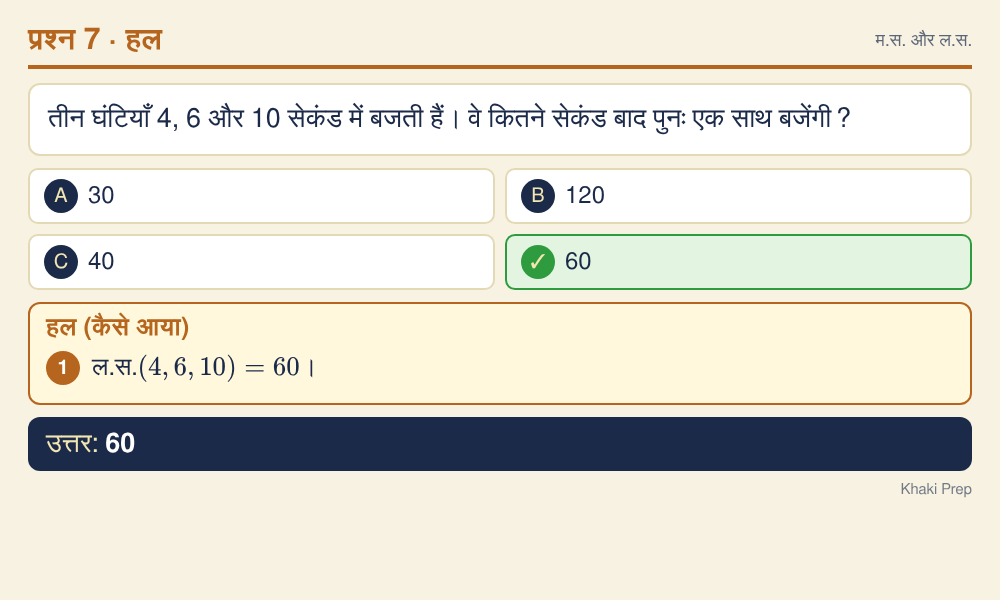 प्रश्न 7 · हल
म.स. और ल.स.
तीन घंटियाँ 4, 6 और 10 सेकंड में बजती हैं। वे कितने सेकंड बाद पुनः एक साथ बजेंगी ?
A 30
B 120
C 40
✓ 60
हल (कैसे आया)
1 ल.स.(4, 6, 10) = 60।
उत्तर: 60
Khaki Prep